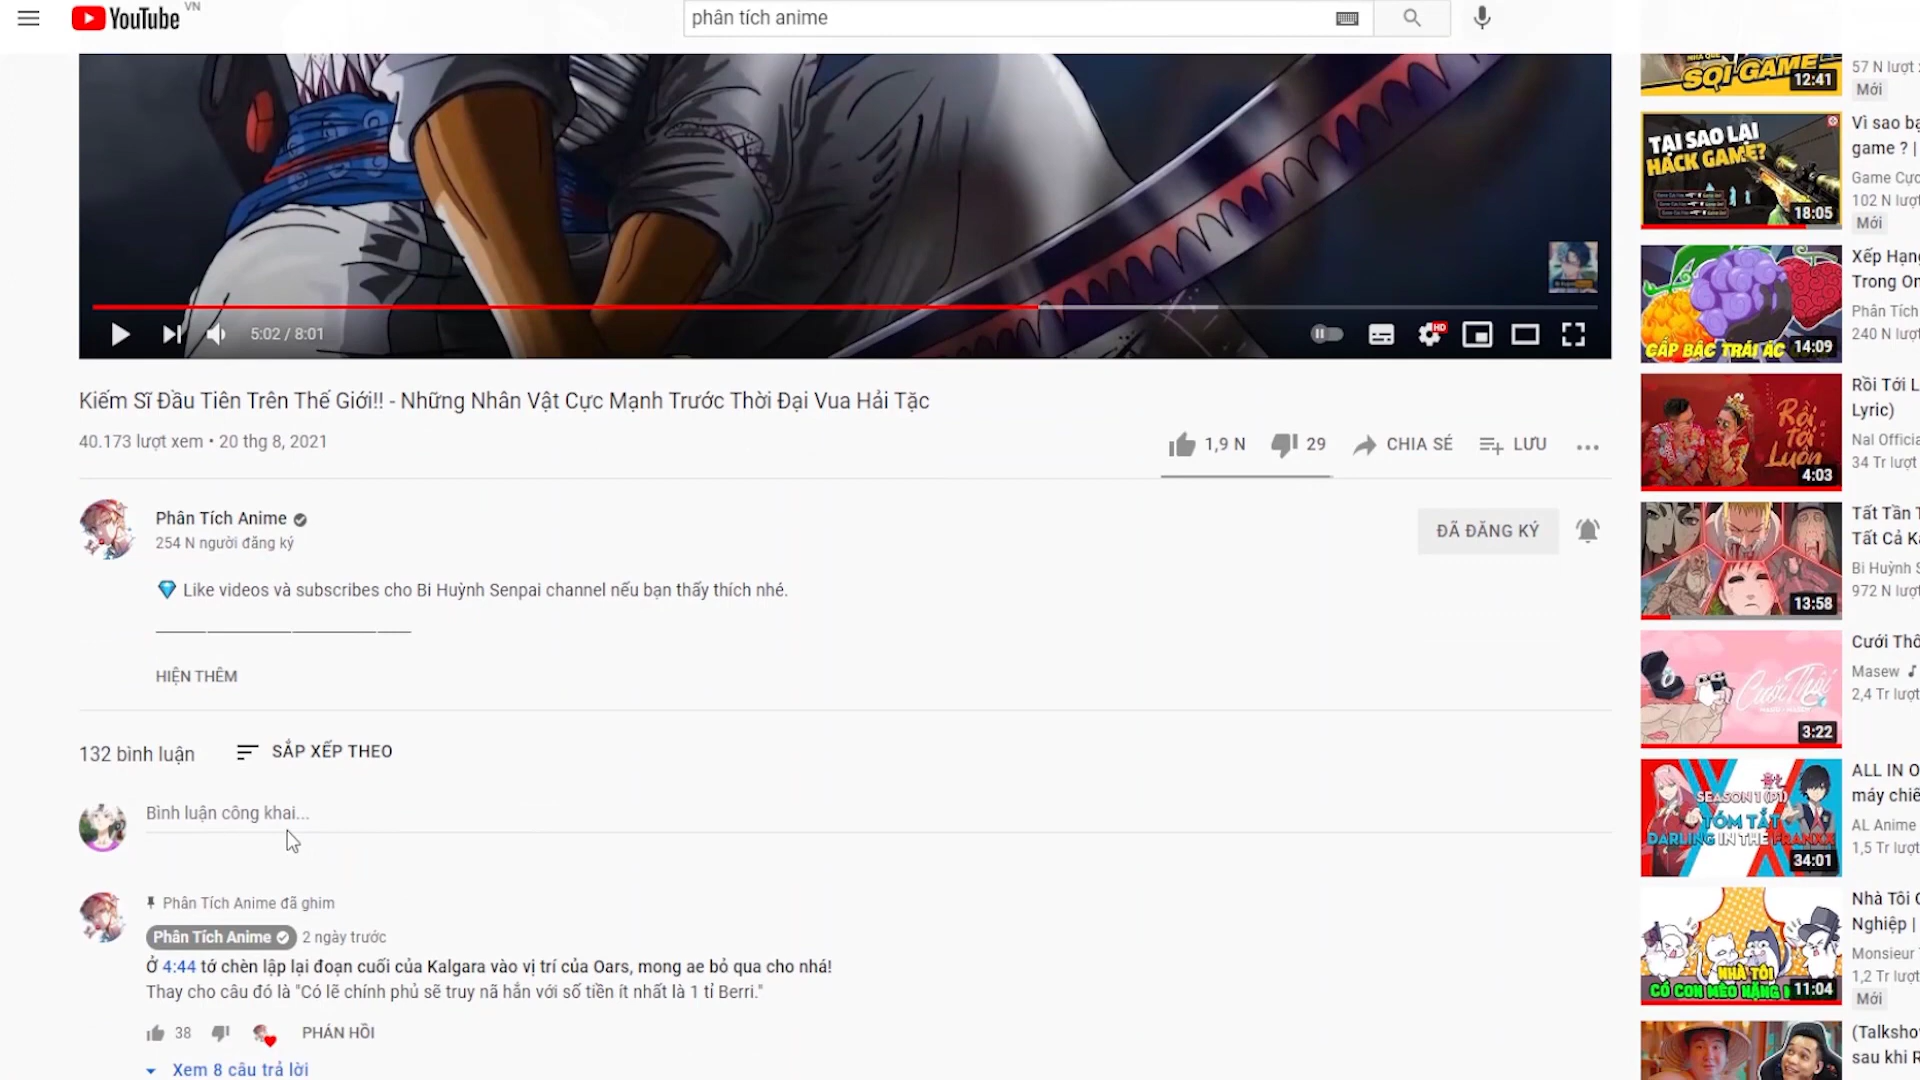 YouTube VN
phân tích anime
5:02 / 8:01
HD
Kiếm Sĩ Đầu Tiên Trên Thế Giới!! - Những Nhân Vật Cực Mạnh Trước Thời Đại Vua Hải Tặc
40.173 lượt xem • 20 thg 8, 2021
1,9 N
29
CHIA SẺ
LƯU
Phân Tích Anime
254 N người đăng ký
ĐÃ ĐĂNG KÝ
Like videos và subscribes cho Bi Huỳnh Senpai channel nếu bạn thấy thích nhé.
HIỆN THÊM
132 bình luận
SẮP XẾP THEO
Bình luận công khai...
Phân Tích Anime đã ghim
Phân Tích Anime 2 ngày trước
Ở 4:44 tớ chèn lập lại đoạn cuối của Kalgara vào vị trí của Oars, mong ae bỏ qua cho nhá!
Thay cho câu đó là "Có lẽ chính phủ sẽ truy nã hắn với số tiền ít nhất là 1 tỉ Berri."
38
PHẢN HỒI
Xem 8 câu trả lời
SỢI GAME
12:41
57 N lượt
Mới
TẠI SAO LẠI
HACK GAME?
18:05
Vì sao bạ
game ? |
Game Cực
102 N lượt
Mới
CẤP BẬC TRÁI ÁC
14:09
Xếp Hạng
Trong On
Phân Tích
240 N lượt
Rồi
Tới
Luôn
4:03
Rồi Tới L
Lyric)
Nal Officia
34 Tr lượt
13:58
Tất Tần T
Tất Cả K
Bi Huỳnh S
972 N lượt
Cưới Thôi
3:22
Cưới Thô
Masew
2,4 Tr lượt
SEASON 1 (P1)
TÓM TẮT
DARLING IN THE FRANXX
34:01
ALL IN O
máy chiế
AL Anime
1,5 Tr lượt
NHÀ TÔI
CÓ CON MÈO NẶNG
11:04
Nhà Tôi C
Nghiệp |
Monsieur
1,2 Tr lượt
Mới
(Talksho
sau khi R